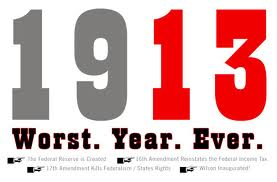 1913
Worst. Year. Ever.
The Federal Reserve is Created 16th Amendment Reinstates the Federal Income Tax
17th Amendment Kills Federalism / States Rights Wilson Inaugurated!